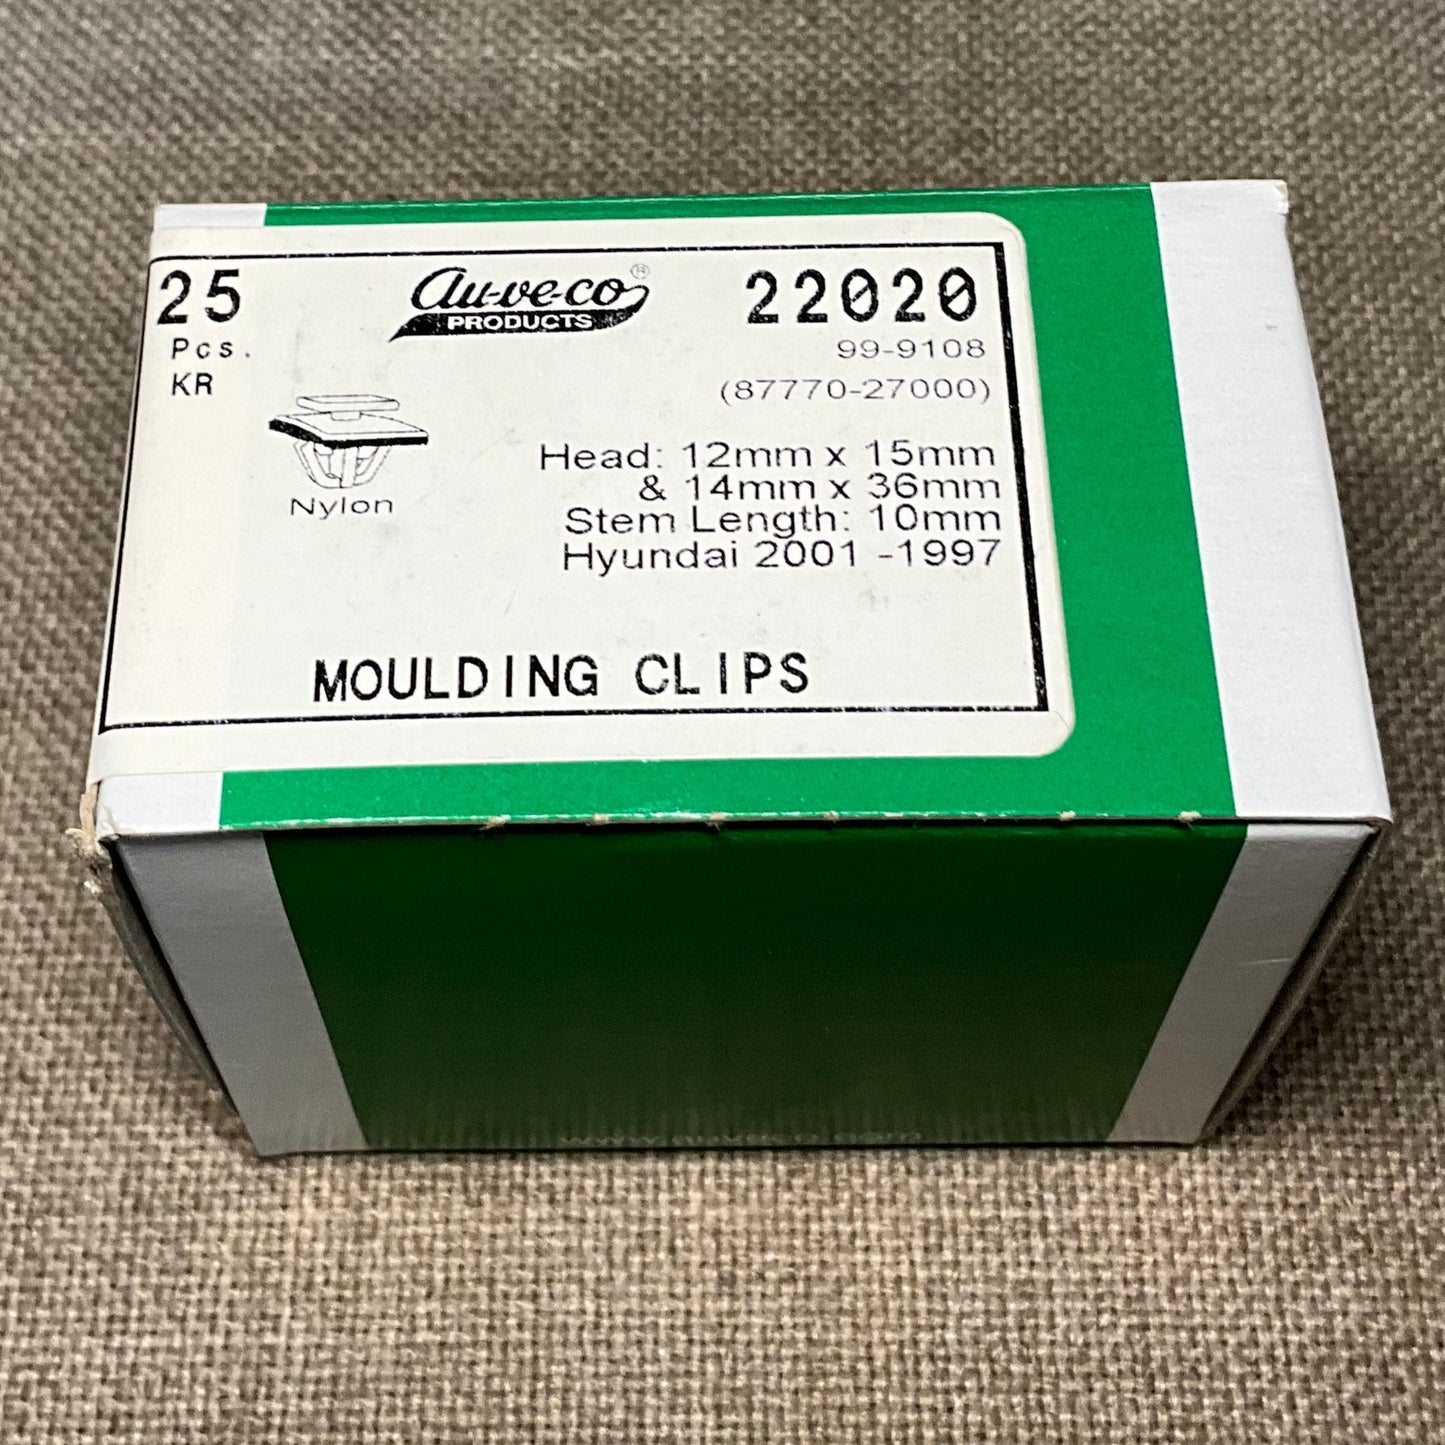 25
Pcs.
KR
au-ve-co®
PRODUCTS
22020
99-9108
(87770-27000)
Nylon
Head: 12mm x 15mm
& 14mm x 36mm
Stem Length: 10mm
Hyundai 2001 -1997
MOULDING CLIPS